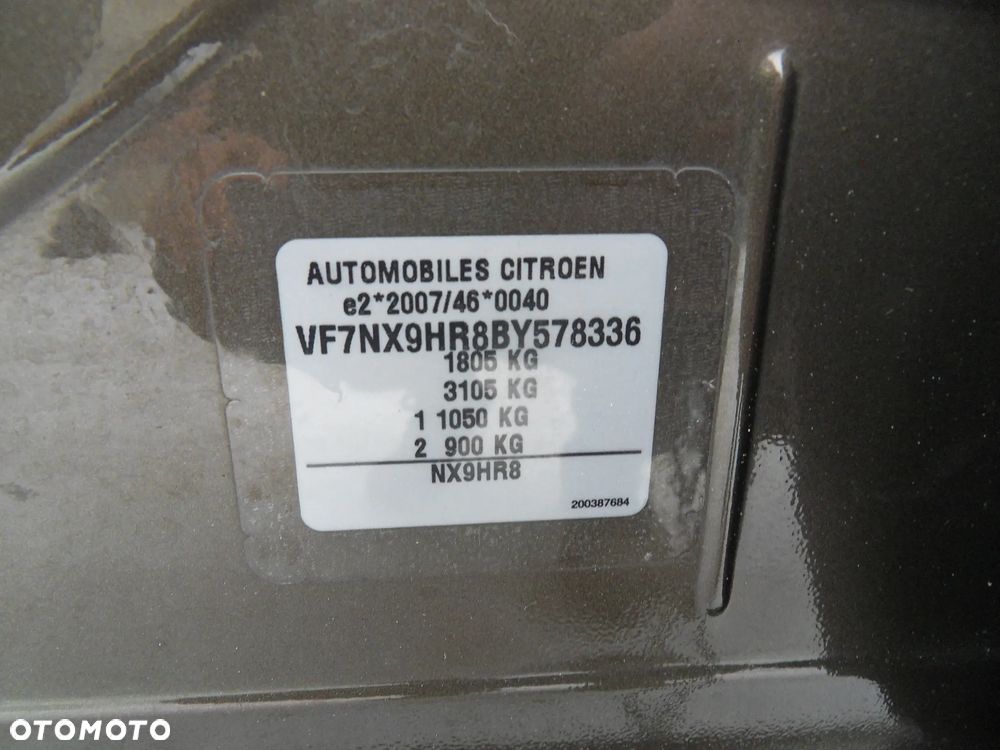 AUTOMOBILES CITROEN
e2*2007/46*0040
VF7NX9HR8BY578336
1805 KG
3105 KG
1 1050 KG
2 900 KG
NX9HR8
200387684
OTOMOTO